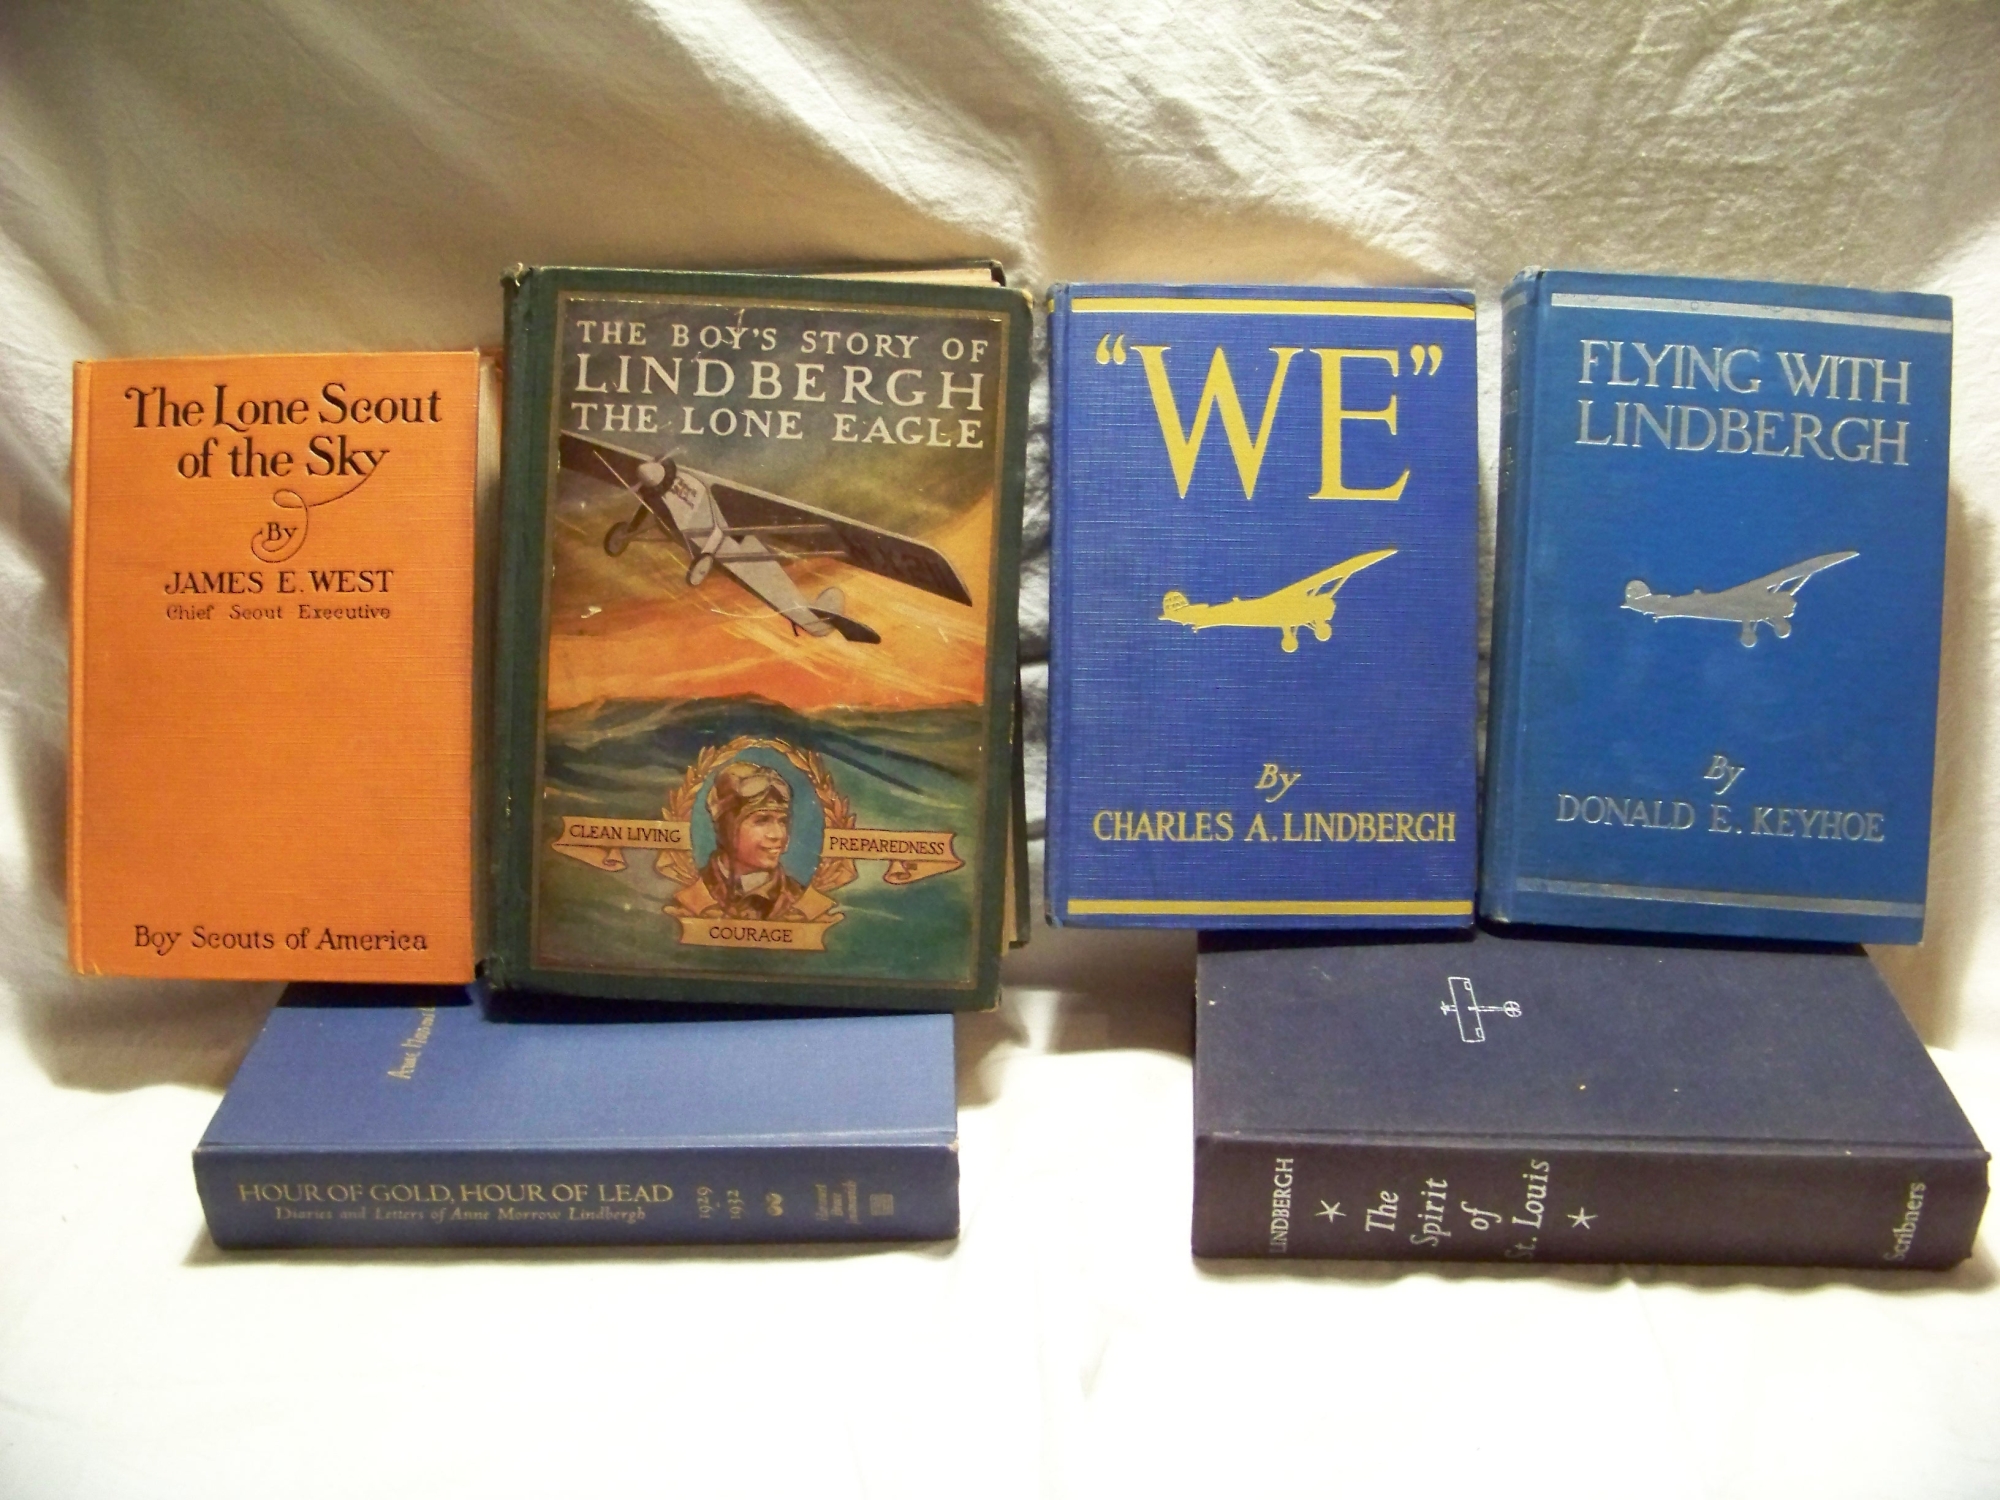 The Lone Scout
of the Sky
By
JAMES E. WEST
Chief Scout Executive
Boy Scouts of America
THE BOY'S STORY OF
LINDBERGH
THE LONE EAGLE
CLEAN LIVING
PREPAREDNESS
COURAGE
"WE"
By
CHARLES A. LINDBERGH
FLYING WITH
LINDBERGH
By
DONALD E. KEYHOE
Anne
HOUR OF GOLD, HOUR OF LEAD
Diaries and Letters of Anne Morrow Lindbergh
1929
1932
LINDBERGH
The
Spirit
of
St. Louis
Scribners